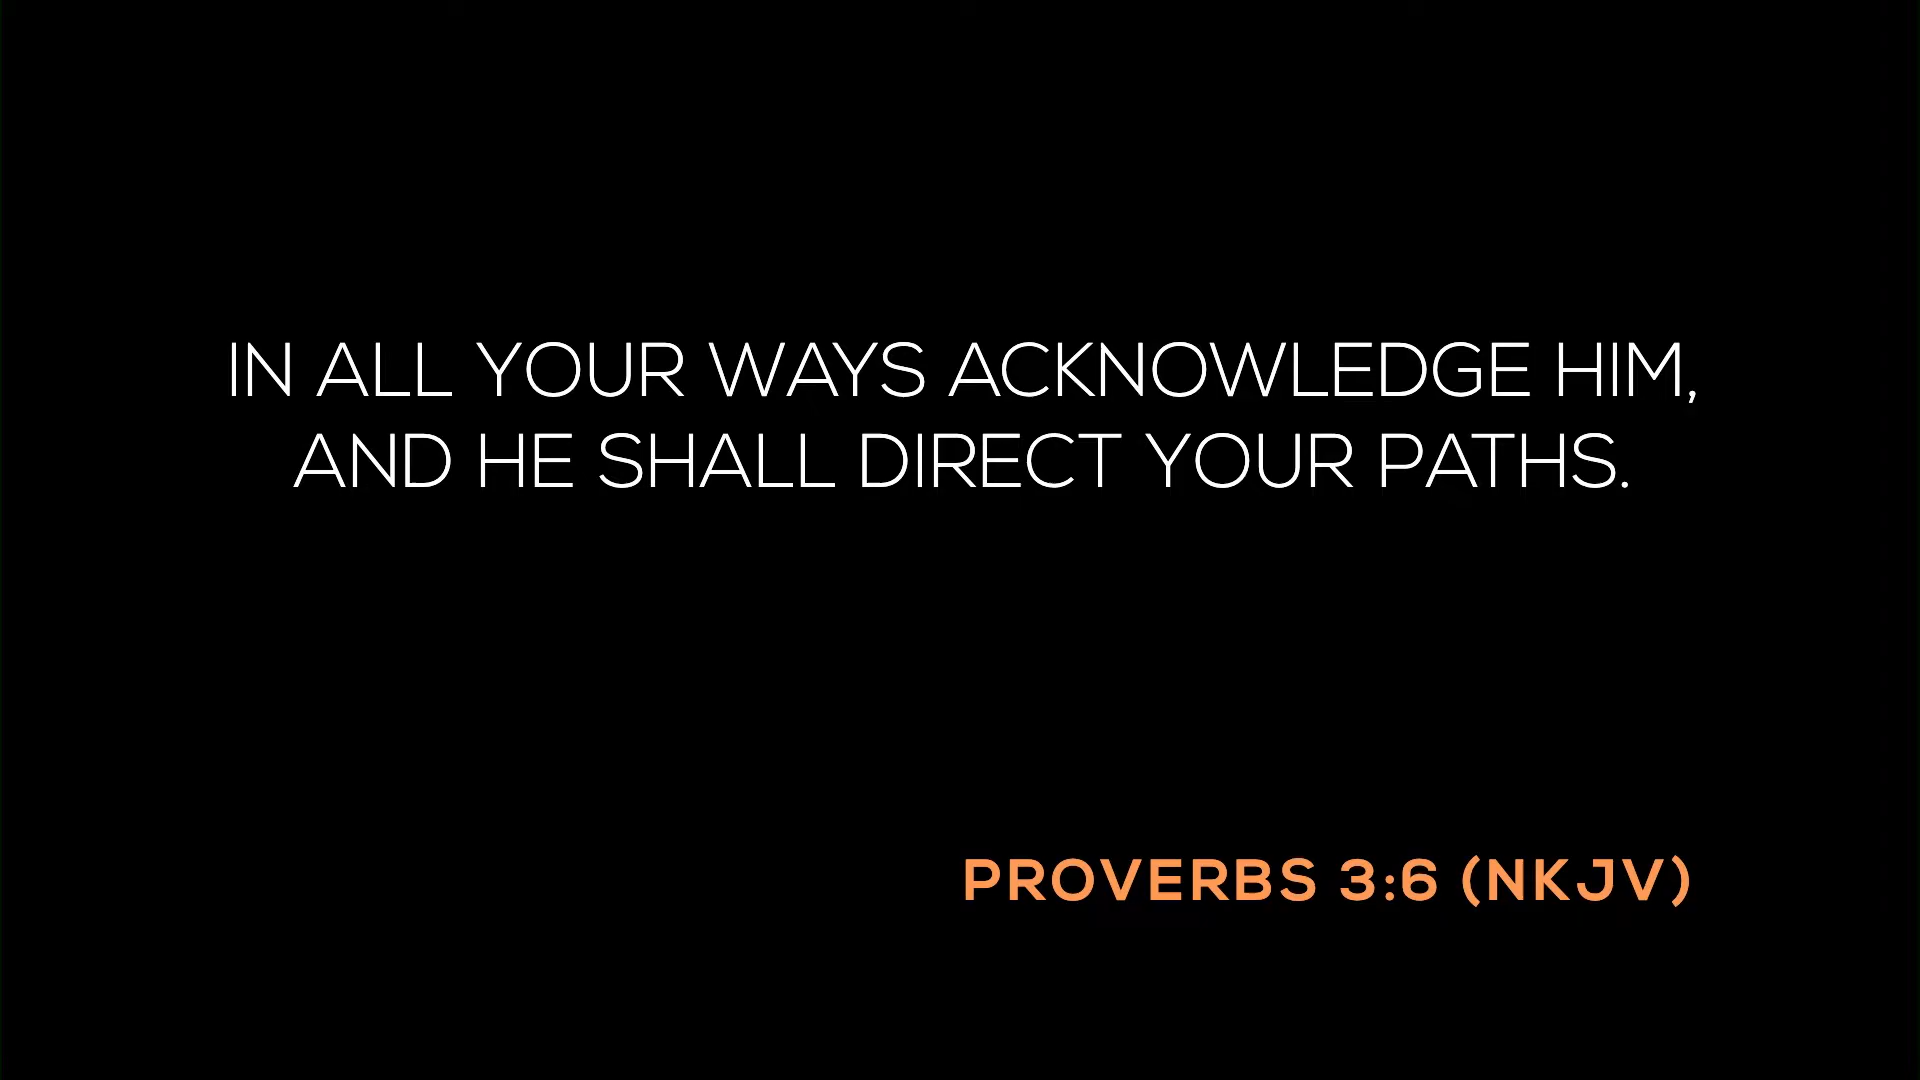 IN ALL YOUR WAYS ACKNOWLEDGE HIM,
AND HE SHALL DIRECT YOUR PATHS.
PROVERBS 3:6 (NKJV)